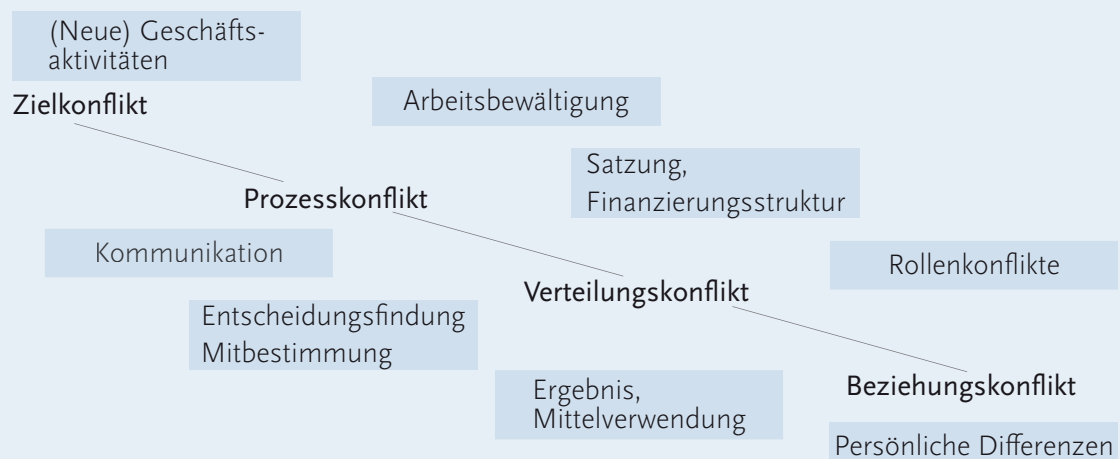 (Neue) Geschäfts-
aktivitäten
Zielkonflikt
Arbeitsbewältigung
Satzung,
Finanzierungsstruktur
Prozesskonflikt
Kommunikation
Rollenkonflikte
Verteilungskonflikt
Entscheidungsfindung
Mitbestimmung
Ergebnis,
Mittelverwendung
Beziehungskonflikt
Persönliche Differenzen